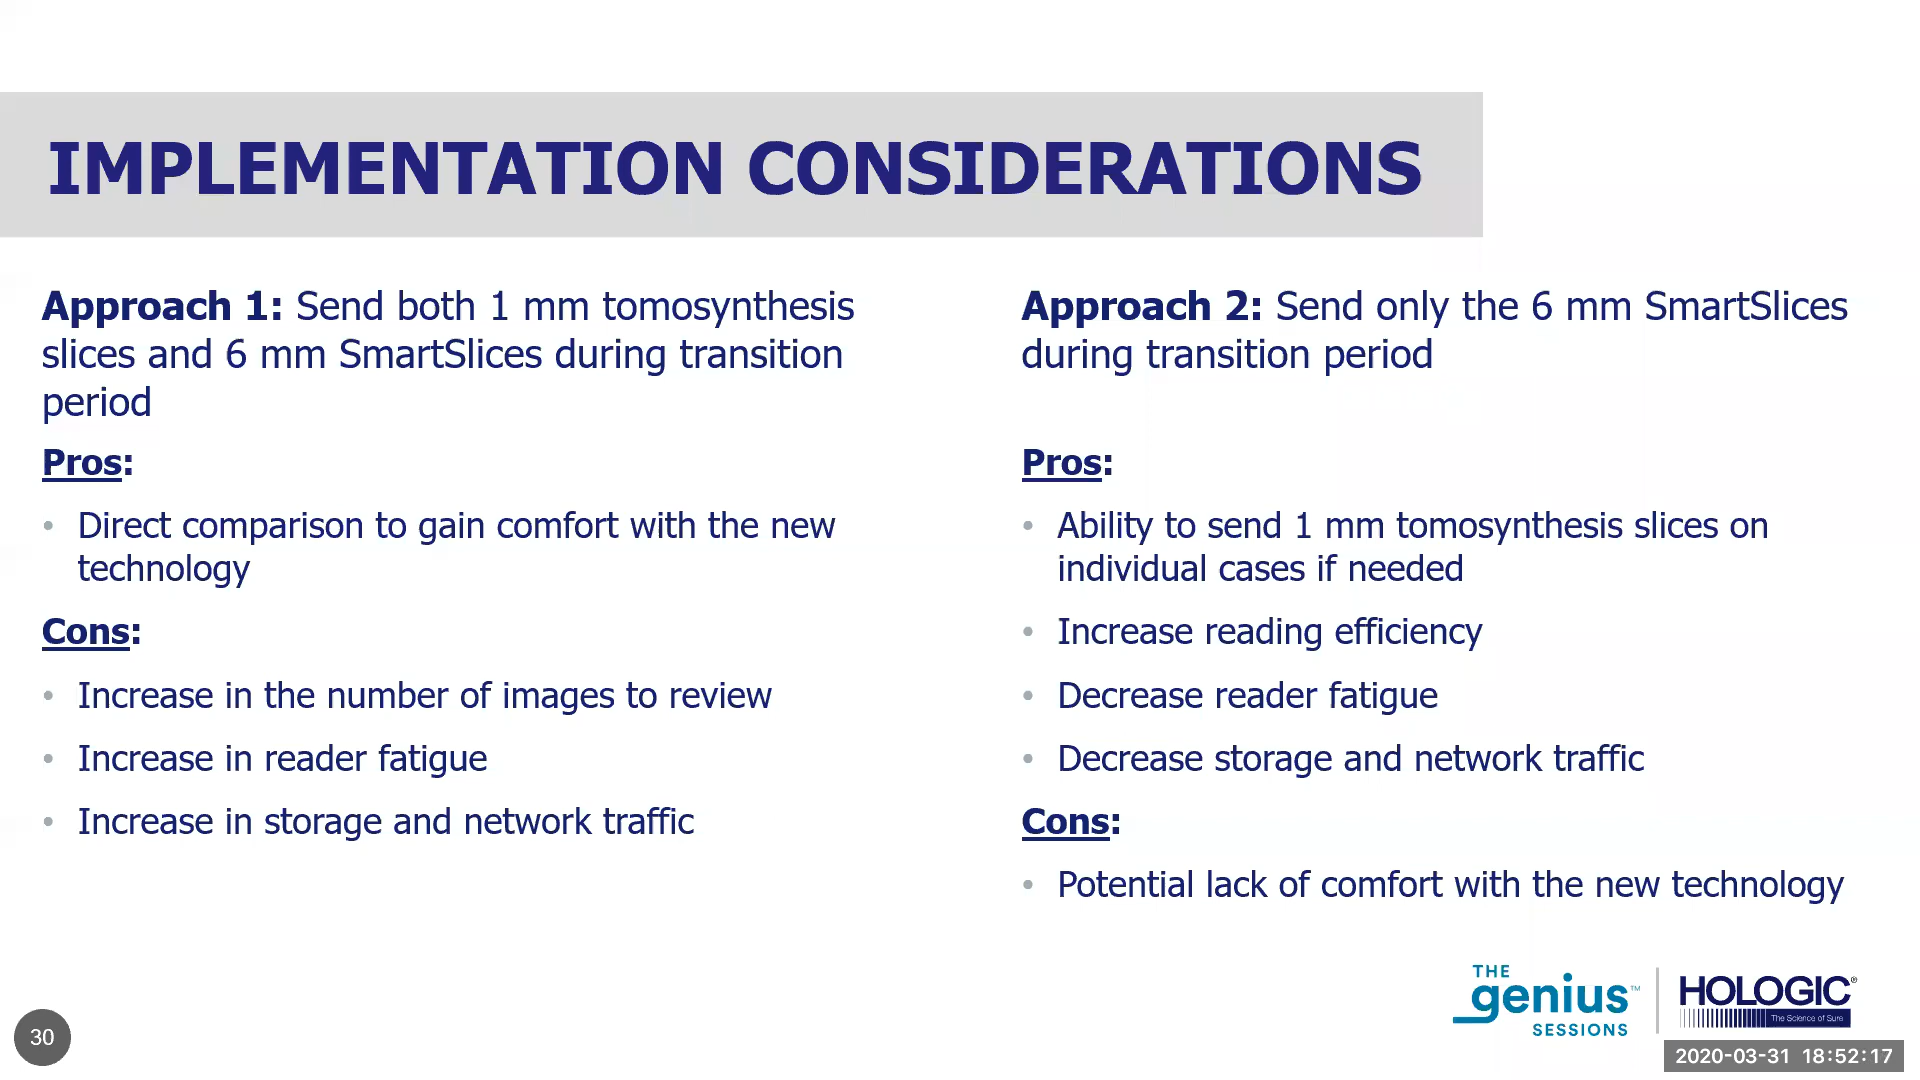 IMPLEMENTATION CONSIDERATIONS
Approach 1: Send both 1 mm tomosynthesis
slices and 6 mm SmartSlices during transition
period
Pros:
• Direct comparison to gain comfort with the new
technology
Cons:
• Increase in the number of images to review
• Increase in reader fatigue
• Increase in storage and network traffic
Approach 2: Send only the 6 mm SmartSlices
during transition period
Pros:
• Ability to send 1 mm tomosynthesis slices on
individual cases if needed
• Increase reading efficiency
• Decrease reader fatigue
• Decrease storage and network traffic
Cons:
• Potential lack of comfort with the new technology
THE
genius™
SESSIONS
HOLOGIC®
The Science of Sure
30
2020-03-31 18:52:17